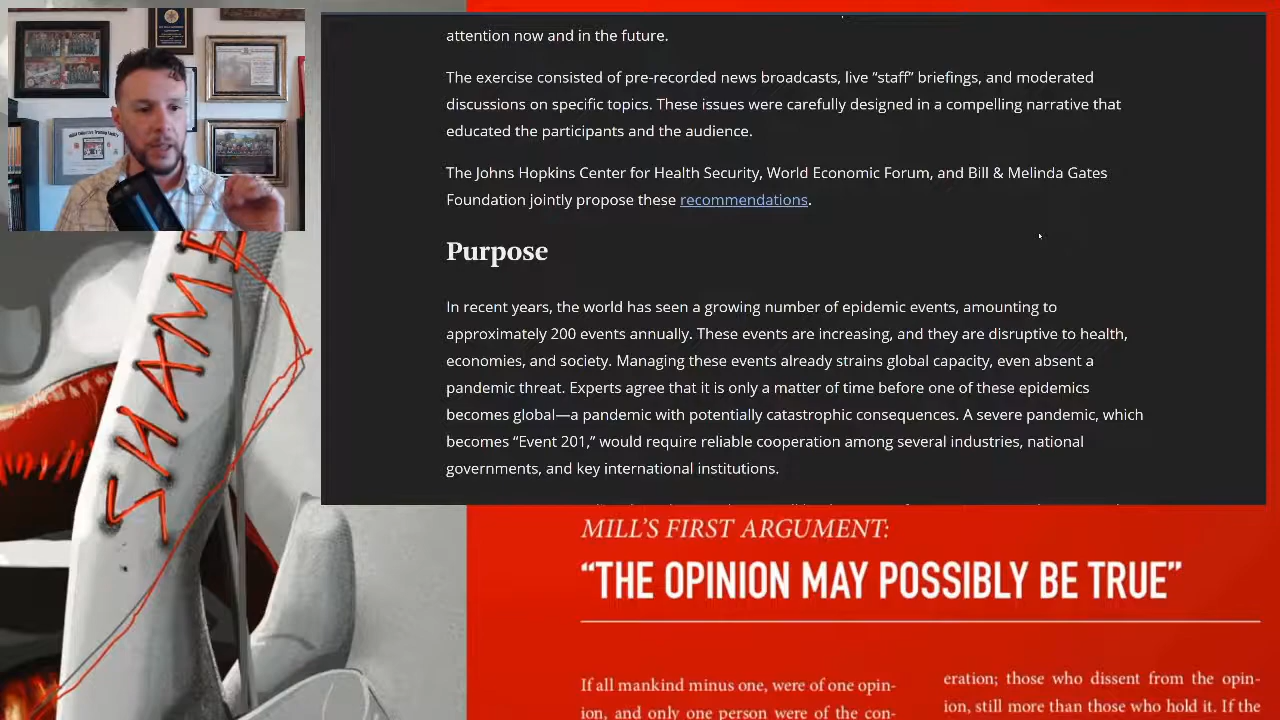 attention now and in the future.
The exercise consisted of pre-recorded news broadcasts, live “staff” briefings, and moderated
discussions on specific topics. These issues were carefully designed in a compelling narrative that
educated the participants and the audience.
The Johns Hopkins Center for Health Security, World Economic Forum, and Bill & Melinda Gates
Foundation jointly propose these recommendations.
Purpose
In recent years, the world has seen a growing number of epidemic events, amounting to
approximately 200 events annually. These events are increasing, and they are disruptive to health,
economies, and society. Managing these events already strains global capacity, even absent a
pandemic threat. Experts agree that it is only a matter of time before one of these epidemics
becomes global—a pandemic with potentially catastrophic consequences. A severe pandemic, which
becomes “Event 201,” would require reliable cooperation among several industries, national
governments, and key international institutions.
SHAME
MILL’S FIRST ARGUMENT:
“THE OPINION MAY POSSIBLY BE TRUE”
If all mankind minus one, were of one opin-
ion, and only one person were of the con-
eration; those who dissent from the opin-
ion, still more than those who hold it. If the